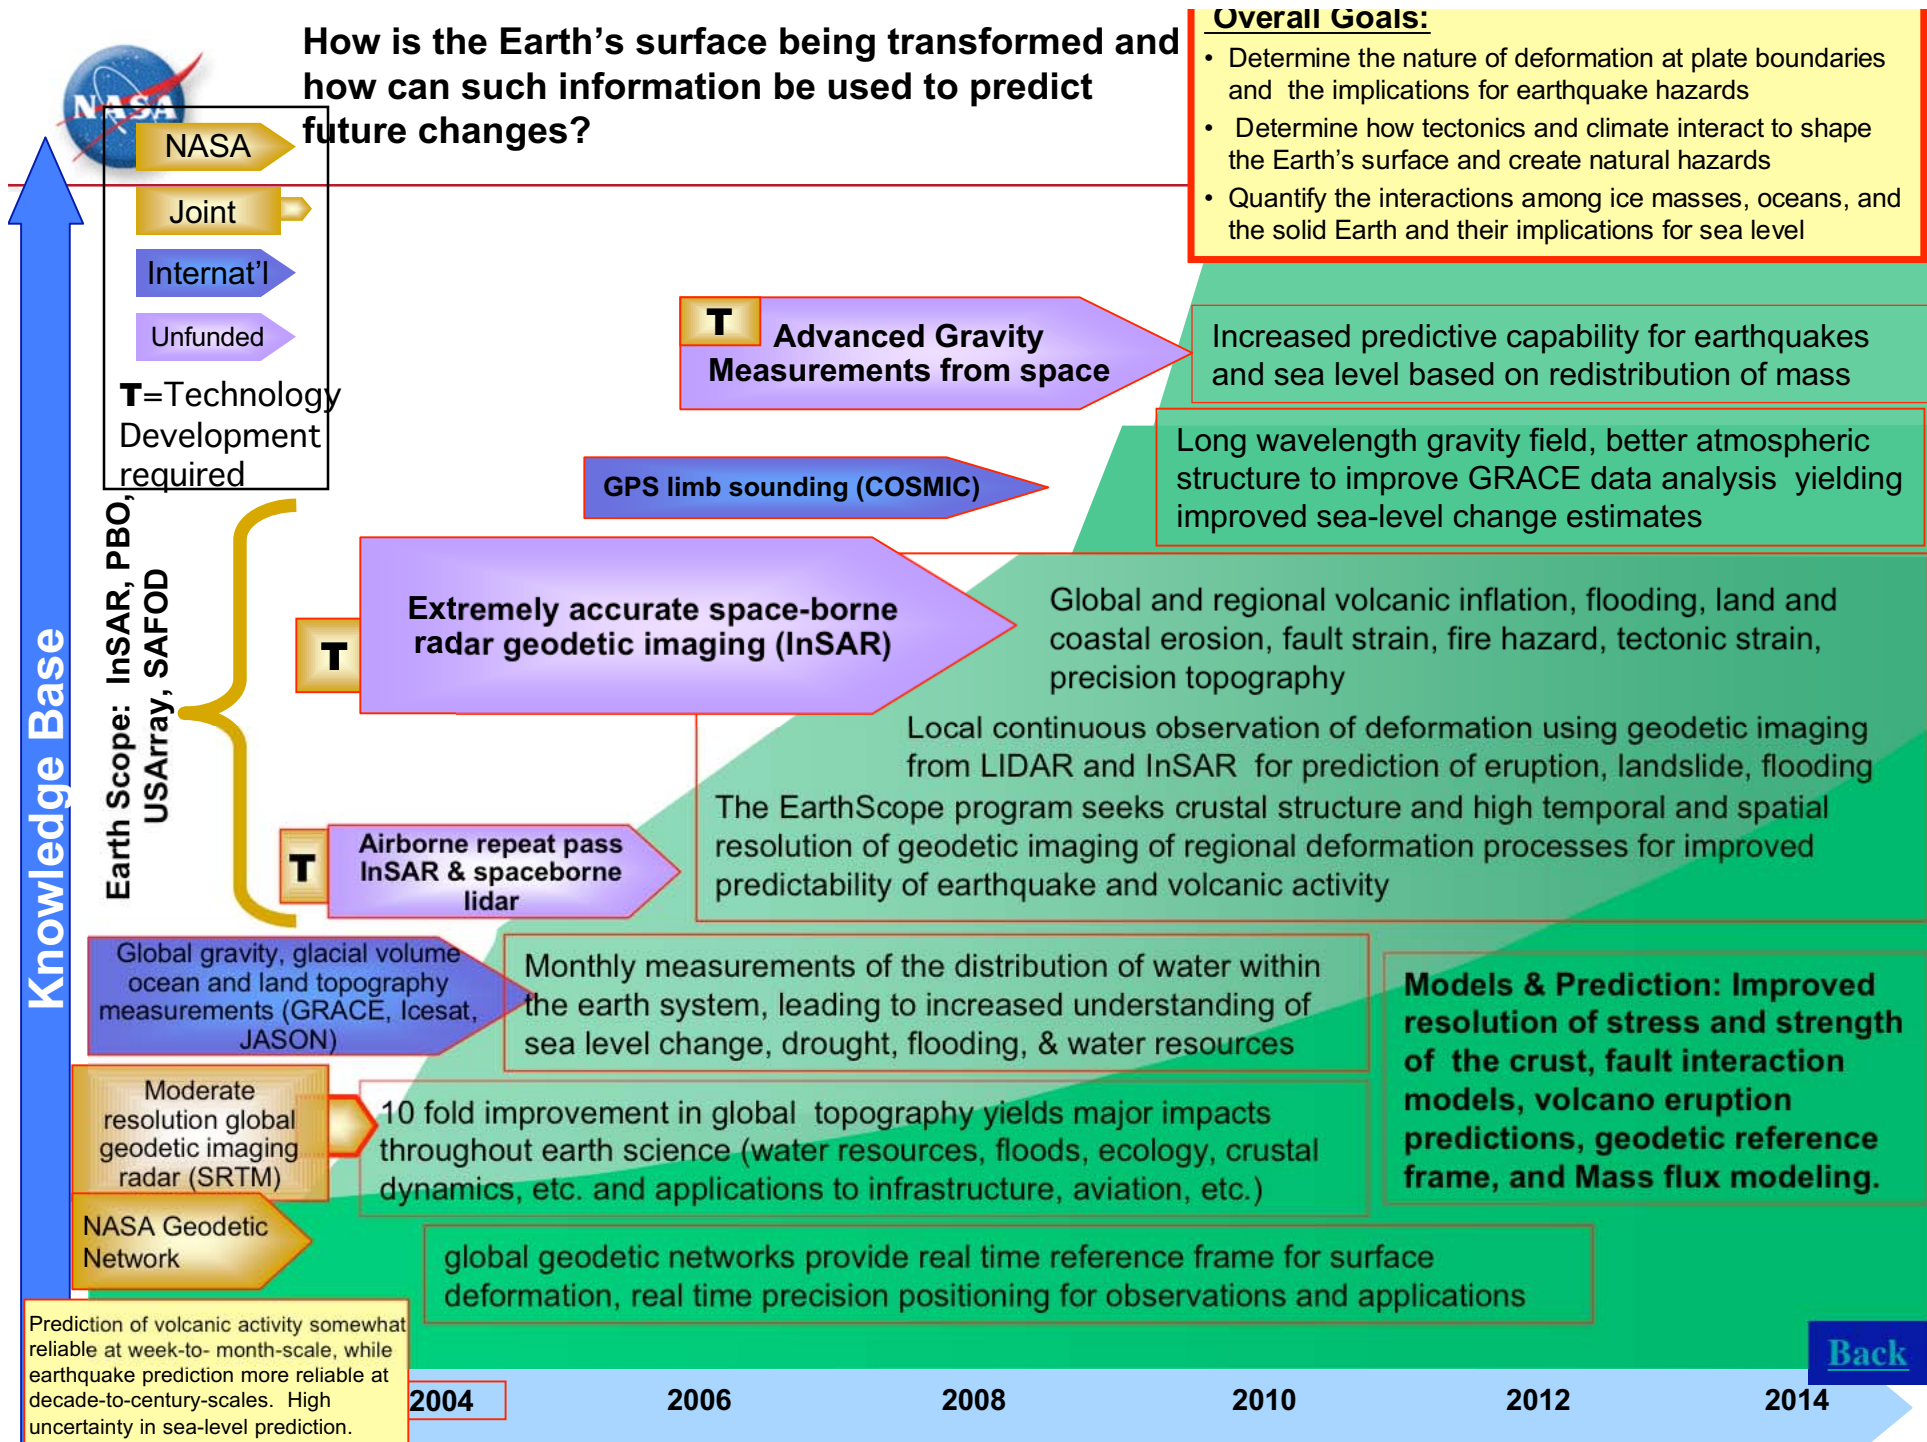 How is the Earth's surface being transformed and
how can such information be used to predict
future changes?
Overall Goals:
• Determine the nature of deformation at plate boundaries
and the implications for earthquake hazards
• Determine how tectonics and climate interact to shape
the Earth's surface and create natural hazards
• Quantify the interactions among ice masses, oceans, and
the solid Earth and their implications for sea level
NASA
NASA
Joint
Internat'l
Unfunded
T=Technology
Development
required
T
Advanced Gravity
Measurements from space
Increased predictive capability for earthquakes
and sea level based on redistribution of mass
GPS limb sounding (COSMIC)
Long wavelength gravity field, better atmospheric
structure to improve GRACE data analysis yielding
improved sea-level change estimates
Knowledge Base
Earth Scope: InSAR, PBO,
USArray, SAFOD
T
Extremely accurate space-borne
radar geodetic imaging (InSAR)
Global and regional volcanic inflation, flooding, land and
coastal erosion, fault strain, fire hazard, tectonic strain,
precision topography
Local continuous observation of deformation using geodetic imaging
from LIDAR and InSAR for prediction of eruption, landslide, flooding
T
Airborne repeat pass
InSAR & spaceborne
lidar
The EarthScope program seeks crustal structure and high temporal and spatial
resolution of geodetic imaging of regional deformation processes for improved
predictability of earthquake and volcanic activity
Global gravity, glacial volume
ocean and land topography
measurements (GRACE, Icesat,
JASON)
Monthly measurements of the distribution of water within
the earth system, leading to increased understanding of
sea level change, drought, flooding, & water resources
Models & Prediction: Improved
resolution of stress and strength
of the crust, fault interaction
models, volcano eruption
predictions, geodetic reference
frame, and Mass flux modeling.
Moderate
resolution global
geodetic imaging
radar (SRTM)
10 fold improvement in global topography yields major impacts
throughout earth science (water resources, floods, ecology, crustal
dynamics, etc. and applications to infrastructure, aviation, etc.)
NASA Geodetic
Network
global geodetic networks provide real time reference frame for surface
deformation, real time precision positioning for observations and applications
Prediction of volcanic activity somewhat
reliable at week-to- month-scale, while
earthquake prediction more reliable at
decade-to-century-scales. High
uncertainty in sea-level prediction.
Back
2004
2006
2008
2010
2012
2014